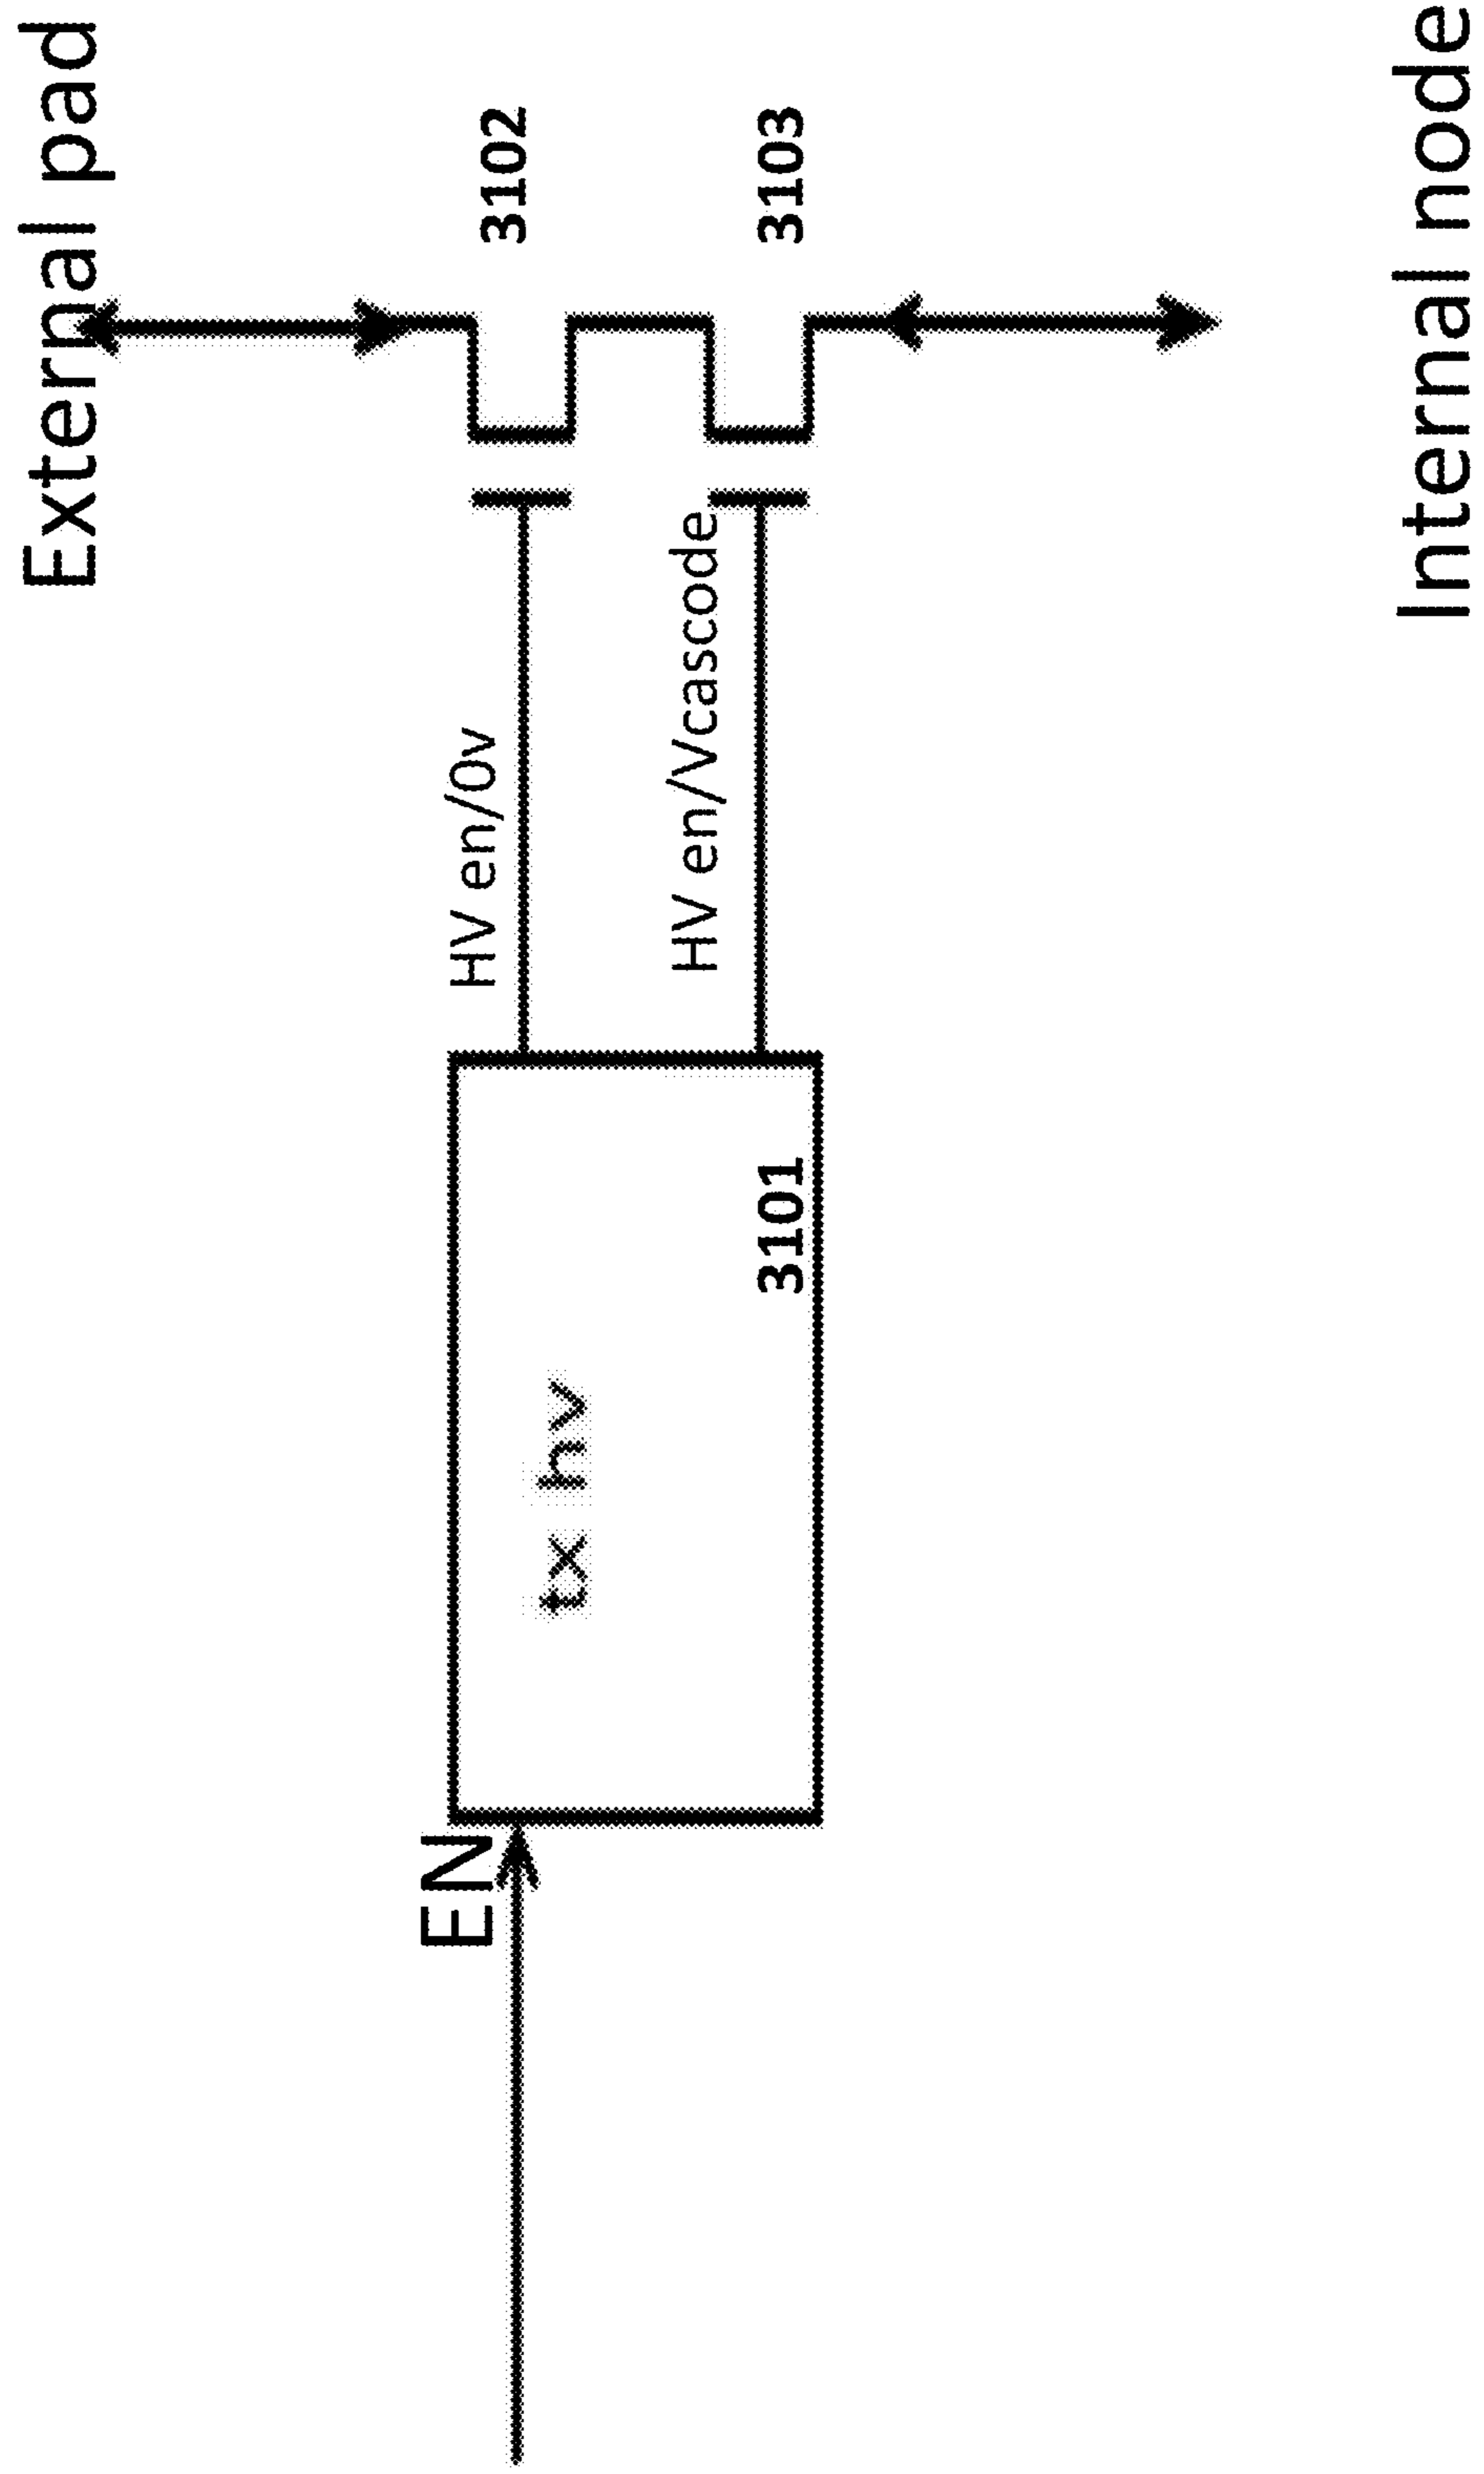 External pad
3102
3103
HV en/0v
HV en/Vcascode
3101
tx hv
EN
Internal node